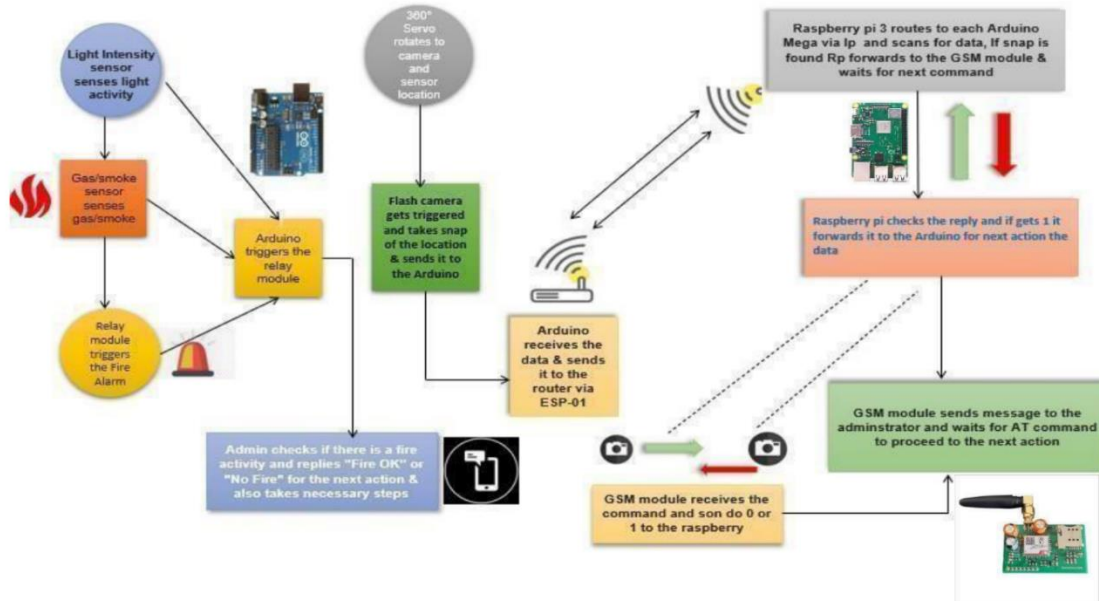 Light Intensity
sensor
senses light
activity
Gas/smoke
sensor
senses
gas/smoke
Relay
module
triggers
the Fire
Alarm
Arduino
triggers the
relay
module
360°
Servo
rotates to
camera
and
sensor
location
Flash camera
gets triggered
and takes snap
of the location
& sends it to
the Arduino
Arduino
receives the
data & sends
it to the
router via
ESP-01
Admin checks if there is a fire
activity and replies "Fire OK" or
"No Fire" for the next action &
also takes necessary steps
Raspberry pi 3 routes to each Arduino
Mega via Ip and scans for data, If snap is
found Rp forwards to the GSM module &
waits for next command
Raspberry pi checks the reply and if gets 1 it
forwards it to the Arduino for next action the
data
GSM module sends message to the
adminstrator and waits for AT command
to proceed to the next action
GSM module receives the
command and son do 0 or
1 to the raspberry